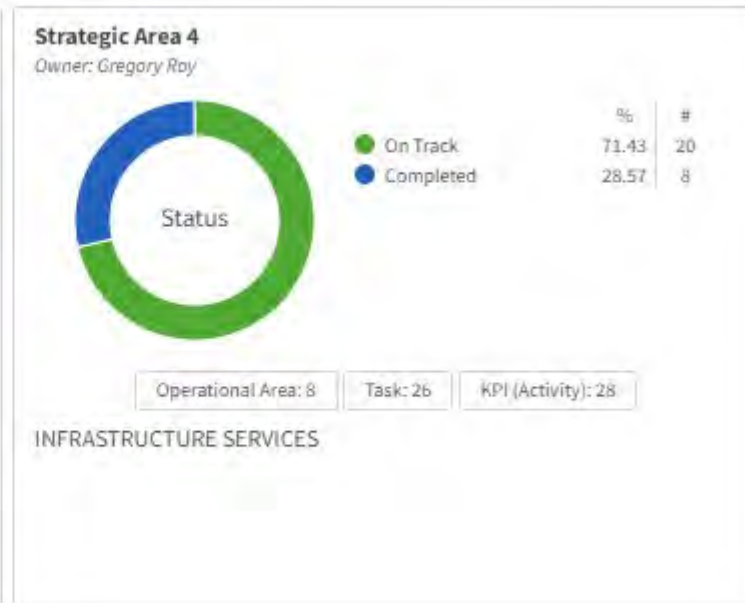 Strategic Area 4
Owner: Gregory Roy
% #
On Track 71.43 20
Completed 28.57 8
Status
Operational Area: 8 Task: 26 KPI (Activity): 28
INFRASTRUCTURE SERVICES